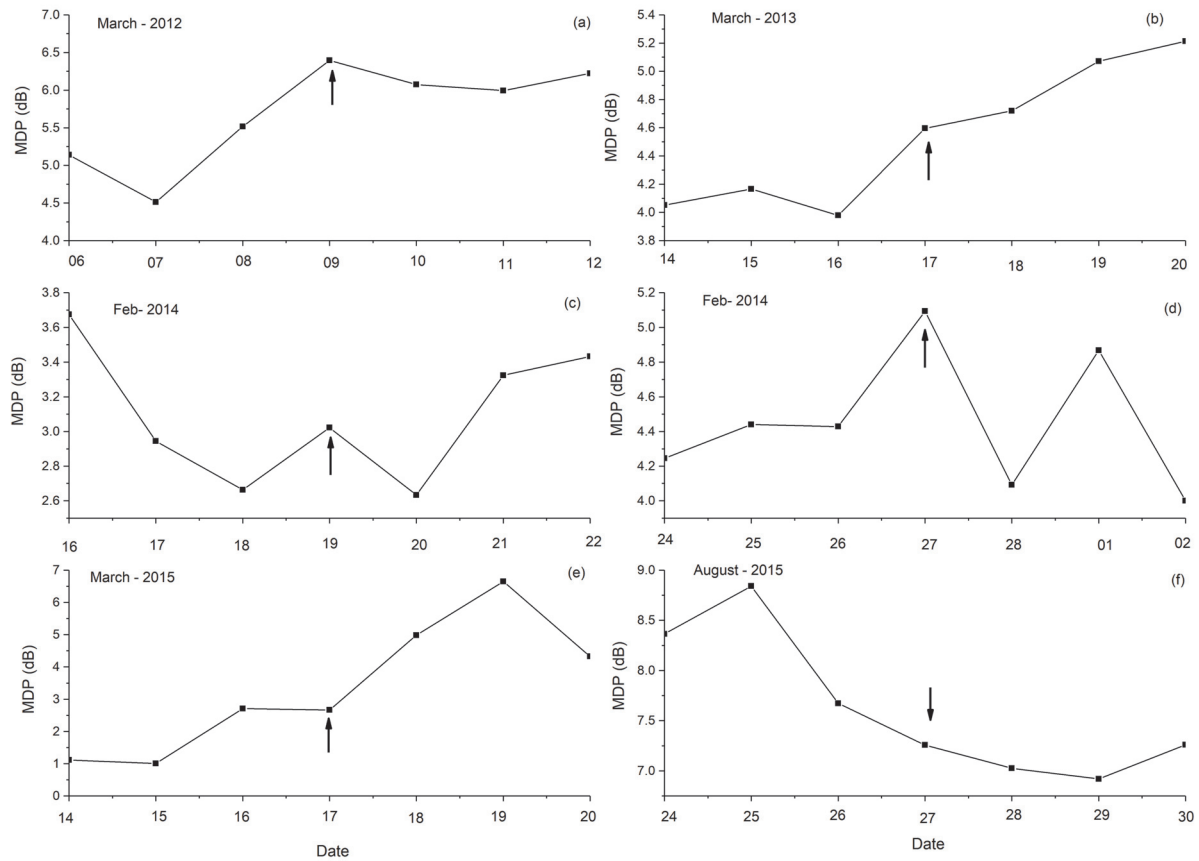 March - 2012 (a)
MDP (dB)
7.0
6.5
6.0
5.5
5.0
4.5
4.0
06 07 08 09 10 11 12
March - 2013 (b)
MDP (dB)
5.4
5.2
5.0
4.8
4.6
4.4
4.2
4.0
3.8
14 15 16 17 18 19 20
Feb- 2014 (c)
MDP (dB)
3.8
3.6
3.4
3.2
3.0
2.8
2.6
16 17 18 19 20 21 22
Feb- 2014 (d)
MDP (dB)
5.2
5.0
4.8
4.6
4.4
4.2
4.0
24 25 26 27 28 01 02
March - 2015 (e)
MDP (dB)
7
6
5
4
3
2
1
0
14 15 16 17 18 19 20
Date
August - 2015 (f)
MDP (dB)
9.0
8.5
8.0
7.5
7.0
24 25 26 27 28 29 30
Date